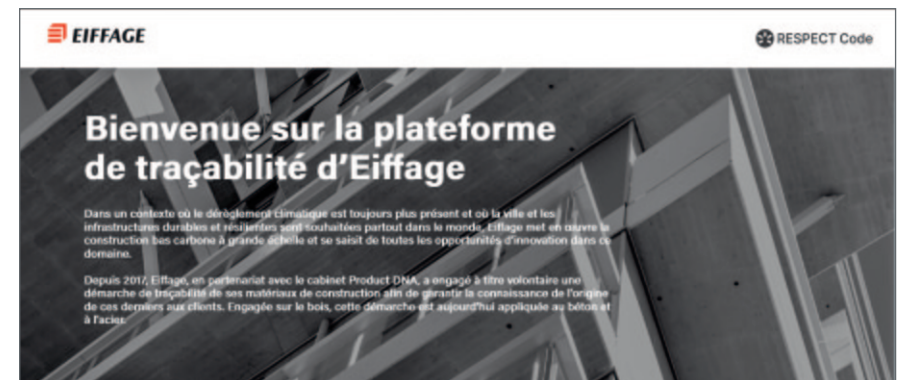 EIFFAGE
RESPECT Code
Bienvenue sur la plateforme
de traçabilité d'Eiffage
Dans un contexte où le dérèglement climatique est toujours plus présent et où la ville et les
infrastructures durables et résilientes sont souhaitées partout dans le monde, Eiffage met en œuvre la
construction bas carbone à grande échelle et se saisit de toutes les opportunités d'innovation dans ce
domaine.
Depuis 2017, Eiffage, en partenariat avec le cabinet Product DNA, a engagé à titre volontaire une
démarche de traçabilité de ses matériaux de construction afin de garantir la connaissance de l'origine
de ces derniers aux clients. Engagée sur le bois, cette démarche est aujourd'hui appliquée au béton et
à l'acier.